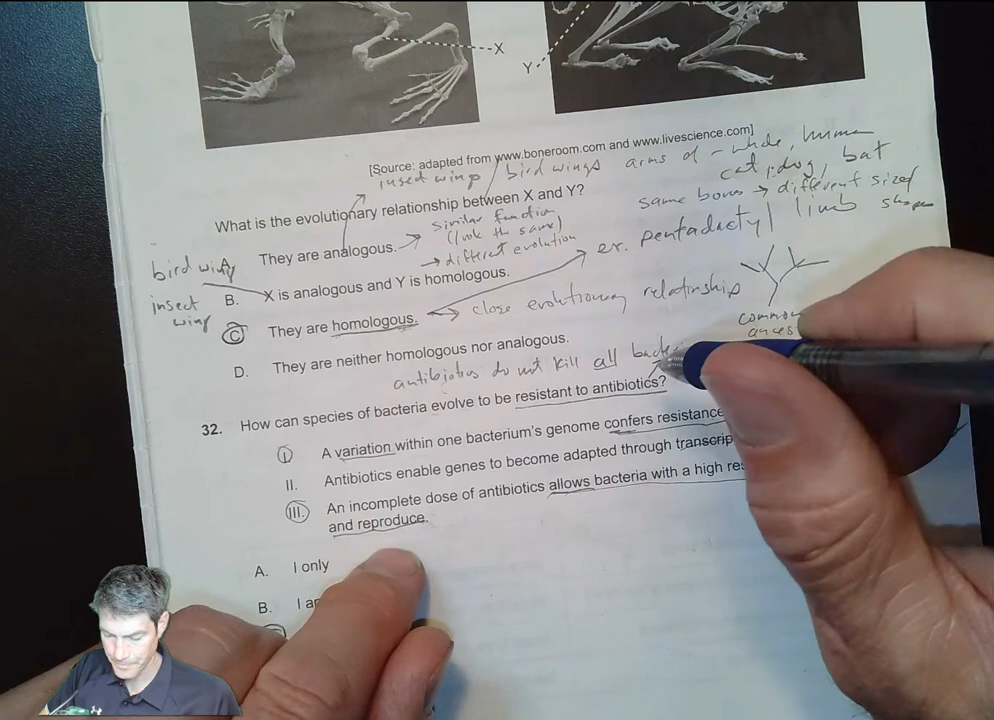 X
Y
[Source: adapted from www.boneroom.com and www.livescience.com]
insect wings / bird wings arms of - whale, human
cat, dog, bat
What is the evolutionary relationship between X and Y?
same bones → different sized
limb shapes
similar function
(look the same)
A. They are analogous.
→ different evolution
ex. pentadactyl
bird wing
B. X is analogous and Y is homologous.
insect
wing
C. They are homologous.
close evolutionary relationship
common
D. They are neither homologous nor analogous.
antibiotics do not kill all
32. How can species of bacteria evolve to be resistant to antibiotics?
I A variation within one bacterium's genome confers resistance
II. Antibiotics enable genes to become adapted through
III. An incomplete dose of antibiotics allows bacteria with a high
and reproduce.
A. I only
B. I